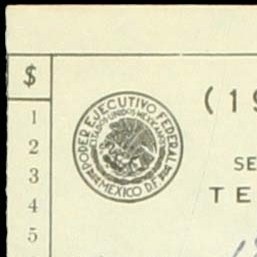 $
1
2
3
4
5
PODER EJECUTIVO FEDERAL
ESTADOS UNIDOS MEXICANOS
MEXICO D.F.
(19
SE
TE